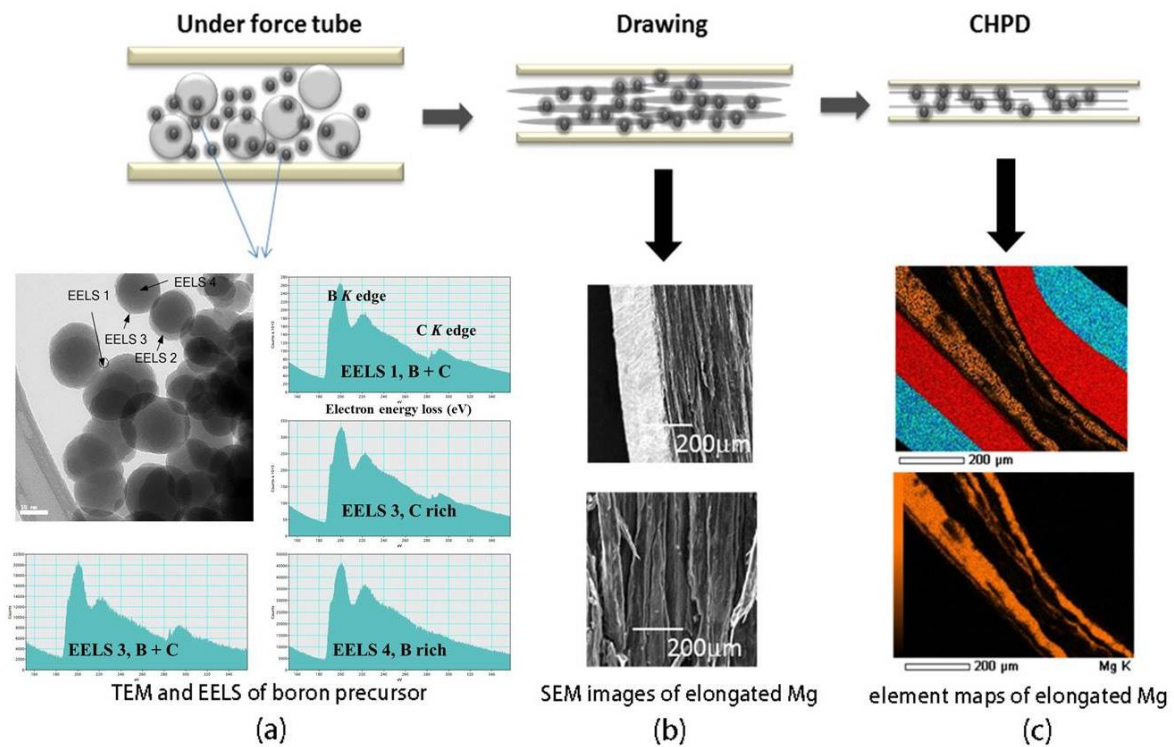 Under force tube
Drawing
CHPD
EELS 4
EELS 1
EELS 3
EELS 2
B K edge
C K edge
EELS 1, B + C
Electron energy loss (eV)
EELS 3, C rich
EELS 3, B + C
EELS 4, B rich
200μm
200μm
200 μm
200 μm
Mg K
TEM and EELS of boron precursor
SEM images of elongated Mg
element maps of elongated Mg
(a)
(b)
(c)